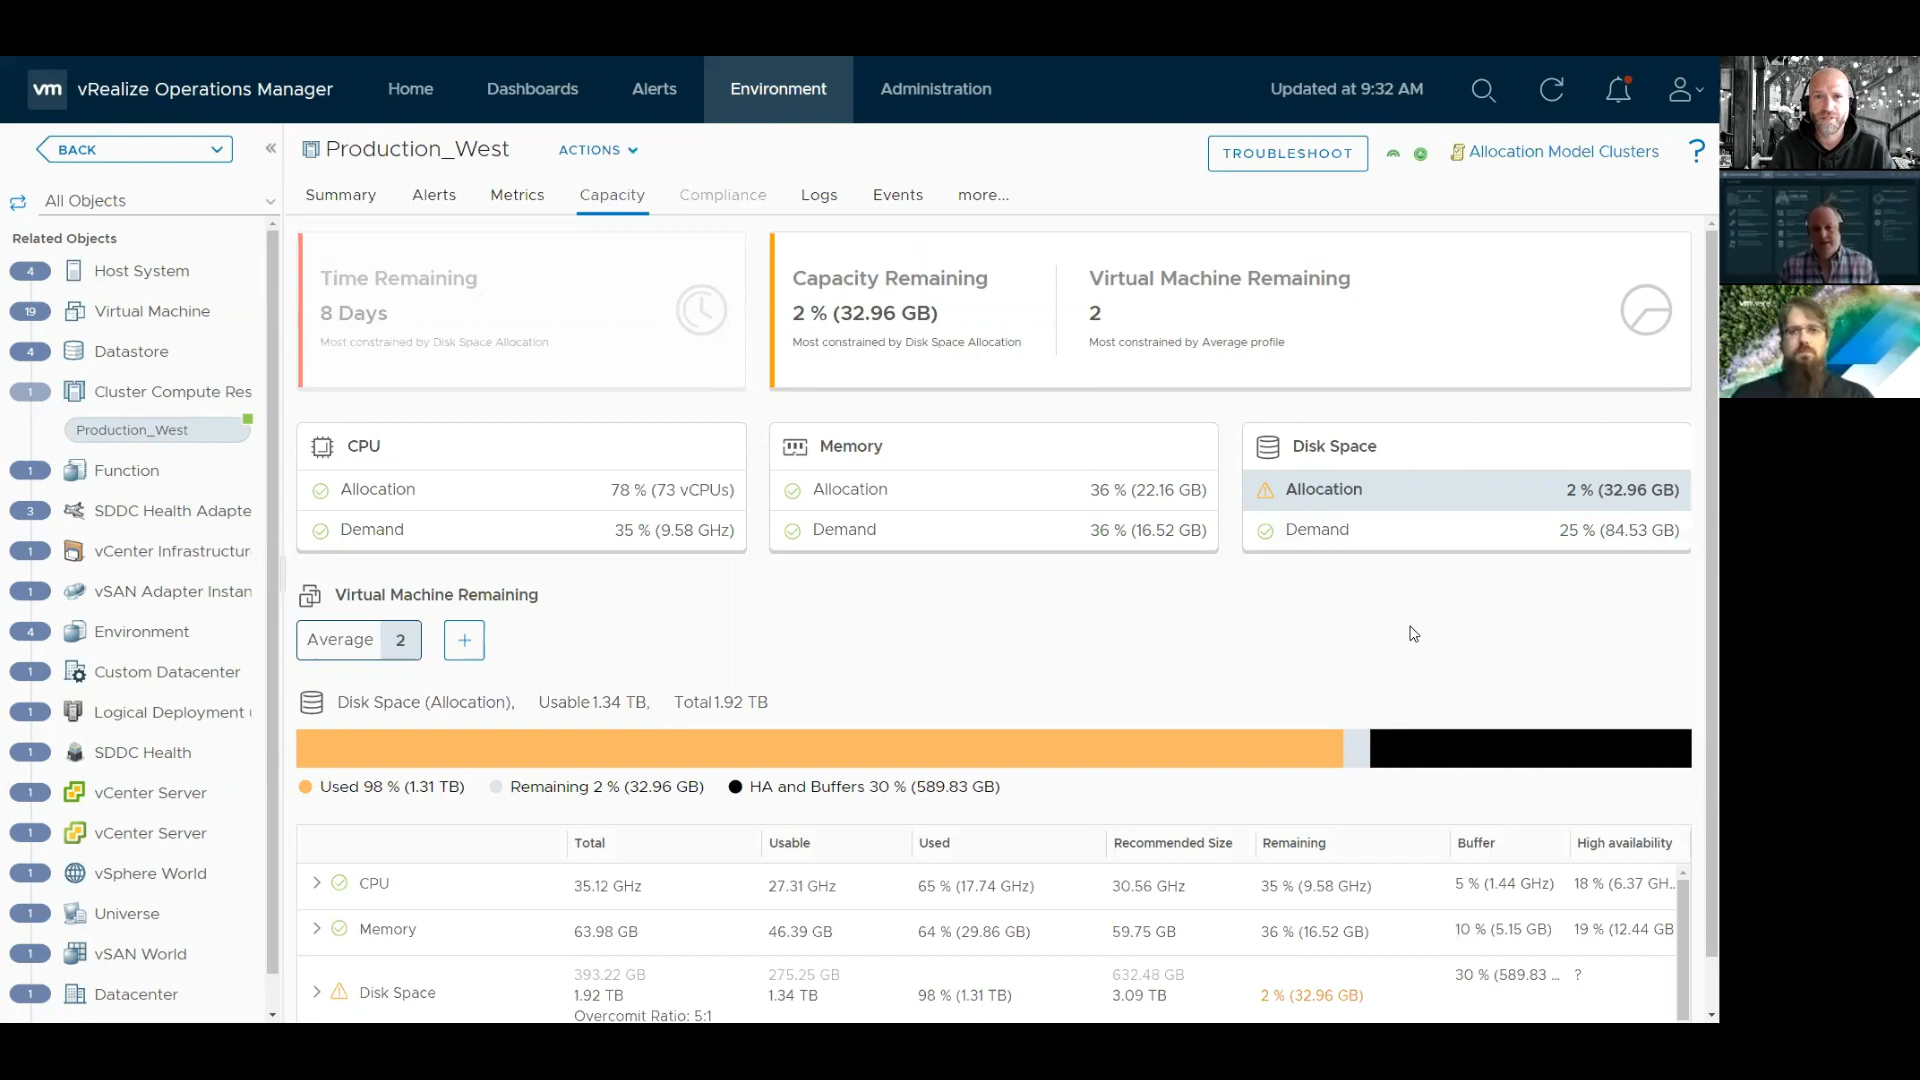 vm vRealize Operations Manager Home Dashboards Alerts Environment Administration Updated at 9:32 AM
BACK
Production_West ACTIONS TROUBLESHOOT Allocation Model Clusters ?
All Objects
Summary Alerts Metrics Capacity Compliance Logs Events more...
Related Objects
4 Host System
19 Virtual Machine
4 Datastore
1 Cluster Compute Res
Production_West
1 Function
3 SDDC Health Adapte
1 vCenter Infrastructur
1 vSAN Adapter Instan
4 Environment
1 Custom Datacenter
1 Logical Deployment
1 SDDC Health
1 vCenter Server
1 vCenter Server
1 vSphere World
1 Universe
1 vSAN World
1 Datacenter
Time Remaining
8 Days
Most constrained by Disk Space Allocation
Capacity Remaining
2 % (32.96 GB)
Most constrained by Disk Space Allocation
Virtual Machine Remaining
2
Most constrained by Average profile
CPU
Allocation 78 % (73 vCPUs)
Demand 35 % (9.58 GHz)
Memory
Allocation 36 % (22.16 GB)
Demand 36 % (16.52 GB)
Disk Space
Allocation 2 % (32.96 GB)
Demand 25 % (84.53 GB)
Virtual Machine Remaining
Average 2 +
Disk Space (Allocation), Usable 1.34 TB, Total 1.92 TB
Used 98 % (1.31 TB) Remaining 2 % (32.96 GB) HA and Buffers 30 % (589.83 GB)
Total Usable Used Recommended Size Remaining Buffer High availability
CPU 35.12 GHz 27.31 GHz 65 % (17.74 GHz) 30.56 GHz 35 % (9.58 GHz) 5 % (1.44 GHz) 18 % (6.37 GH...
Memory 63.98 GB 46.39 GB 64 % (29.86 GB) 59.75 GB 36 % (16.52 GB) 10 % (5.15 GB) 19 % (12.44 GB
393.22 GB 275.25 GB 632.48 GB 30 % (589.83 ... ?
Disk Space 1.92 TB 1.34 TB 98 % (1.31 TB) 3.09 TB 2 % (32.96 GB)
Overcomit Ratio: 5:1